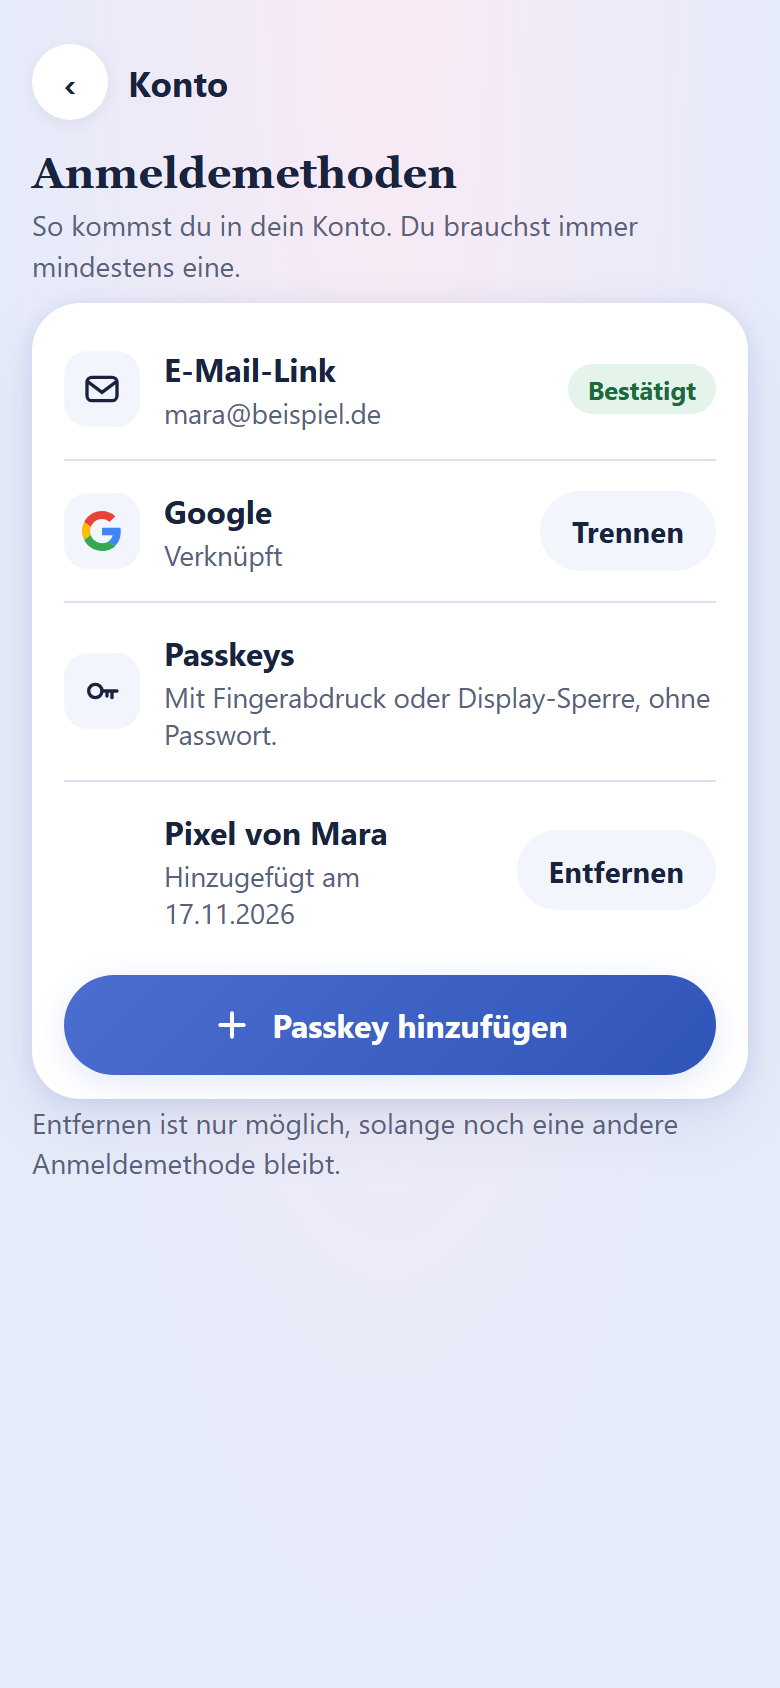 ‹ Konto
Anmeldemethoden
So kommst du in dein Konto. Du brauchst immer
mindestens eine.
E-Mail-Link
mara@beispiel.de
Bestätigt
Google
Verknüpft
Trennen
Passkeys
Mit Fingerabdruck oder Display-Sperre, ohne
Passwort.
Pixel von Mara
Hinzugefügt am
17.11.2026
Entfernen
+ Passkey hinzufügen
Entfernen ist nur möglich, solange noch eine andere
Anmeldemethode bleibt.